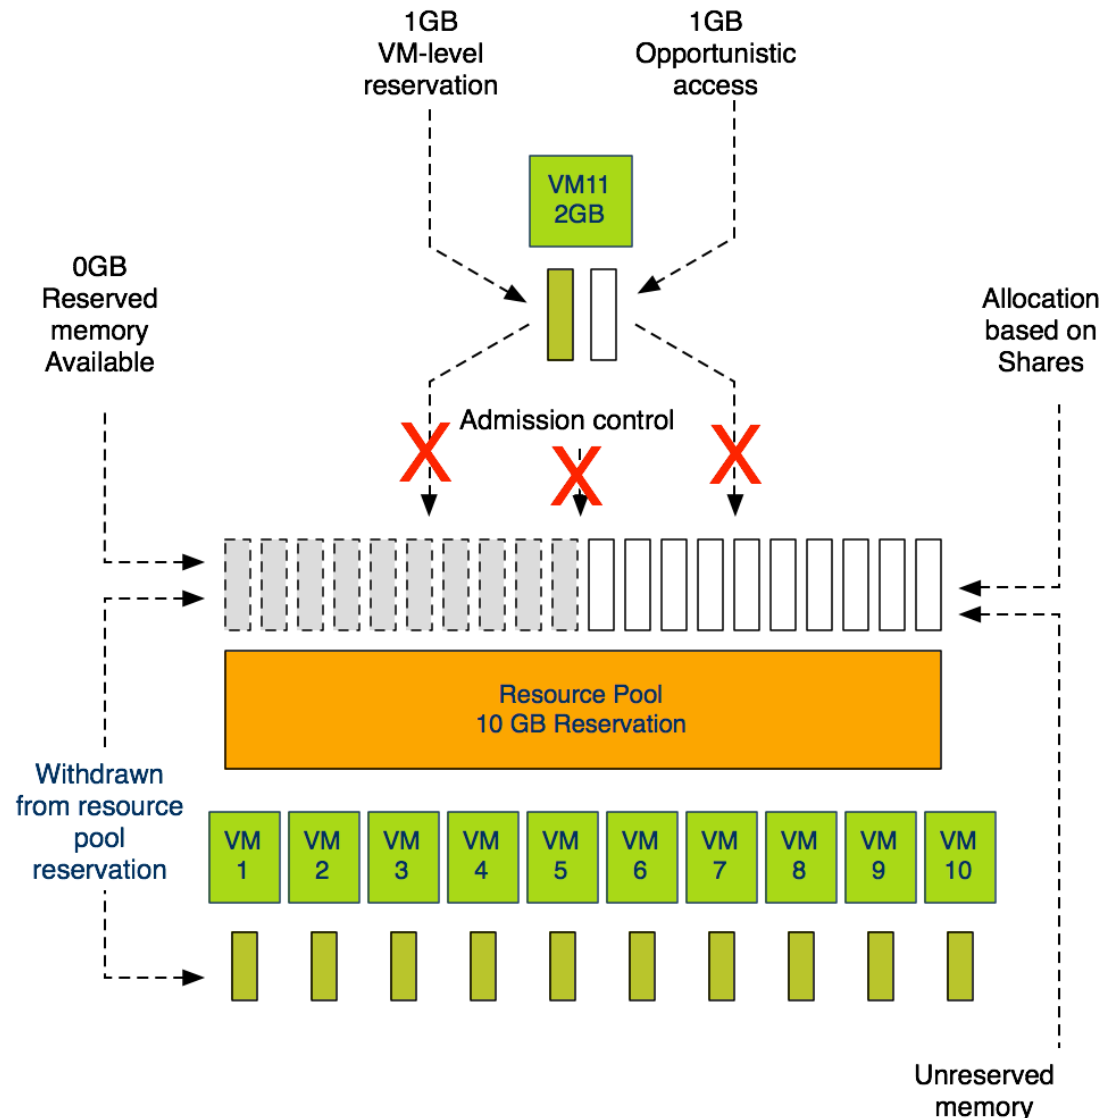 1GB
VM-level
reservation
1GB
Opportunistic
access
VM11
2GB
0GB
Reserved
memory
Available
Allocation
based on
Shares
Admission control
X
X
X
Resource Pool
10 GB Reservation
Withdrawn
from resource
pool
reservation
VM
1
VM
2
VM
3
VM
4
VM
5
VM
6
VM
7
VM
8
VM
9
VM
10
Unreserved
memory